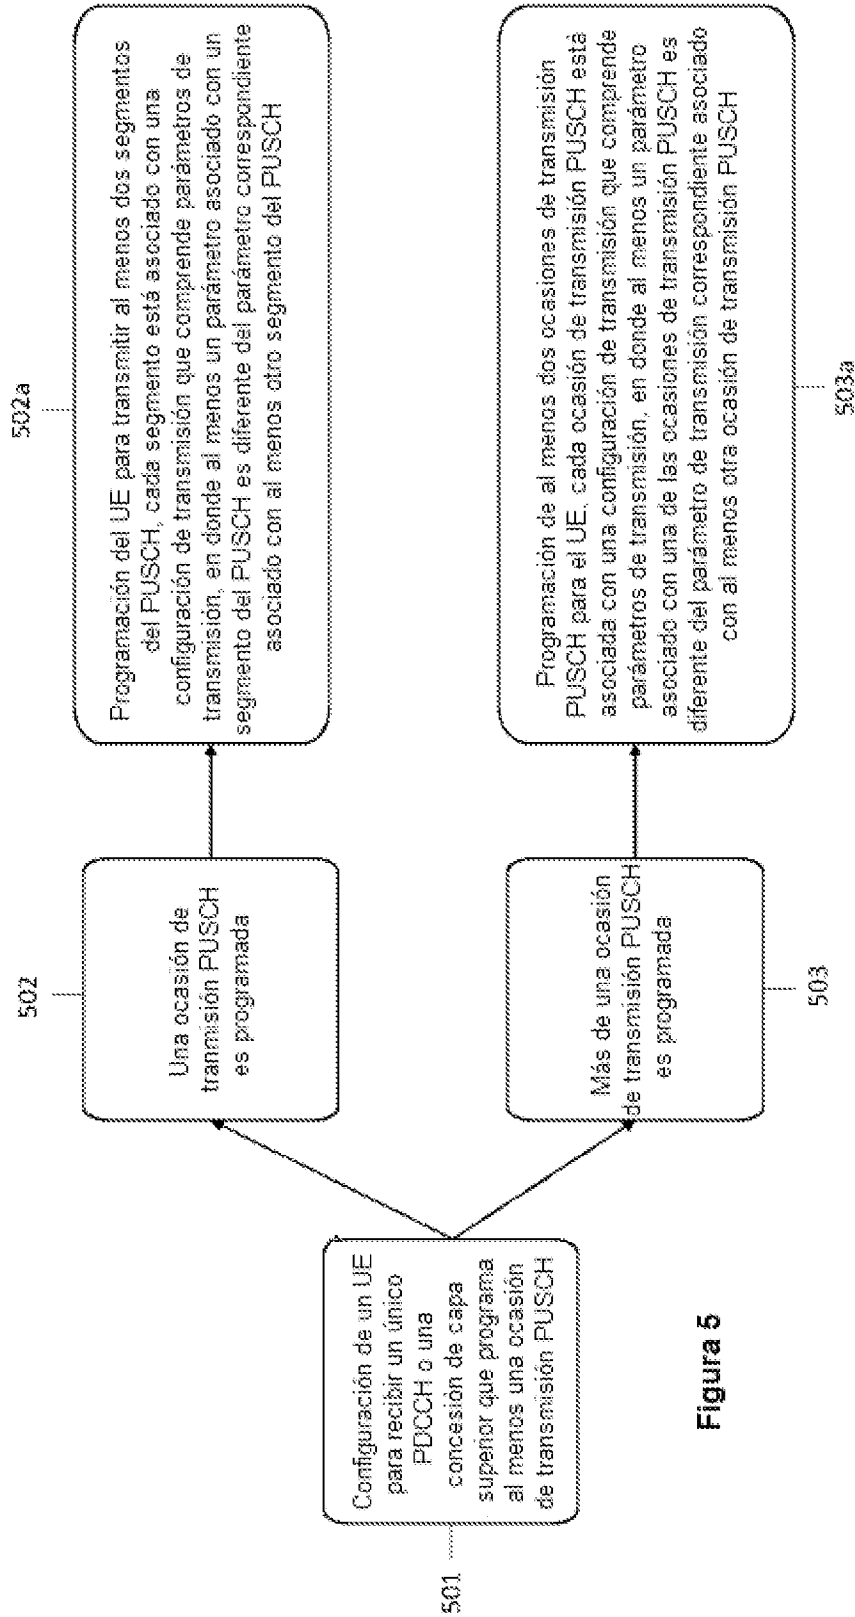 501
Configuración de un UE
para recibir un único
PDCCH o una
concesión de capa
superior que programa
al menos una ocasión
de transmisión PUSCH
502
Una ocasión de
tranmisión PUSCH
es programada
502a
Programación del UE para transmitir al menos dos segmentos
del PUSCH, cada segmento está asociado con una
configuración de transmisión que comprende parámetros de
transmisión, en donde al menos un parámetro asociado con un
segmento del PUSCH es diferente del parámetro correspondiente
asociado con al menos otro segmento del PUSCH
503
Más de una ocasión
de transmisión PUSCH
es programada
503a
Programación de al menos dos ocasiones de transmisión
PUSCH para el UE, cada ocasión de transmisión PUSCH está
asociada con una configuración de transmisión que comprende
parámetros de transmisión, en donde al menos un parámetro
asociado con una de las ocasiones de transmisión PUSCH es
diferente del parámetro de transmisión correspondiente asociado
con al menos otra ocasión de transmisión PUSCH
Figura 5